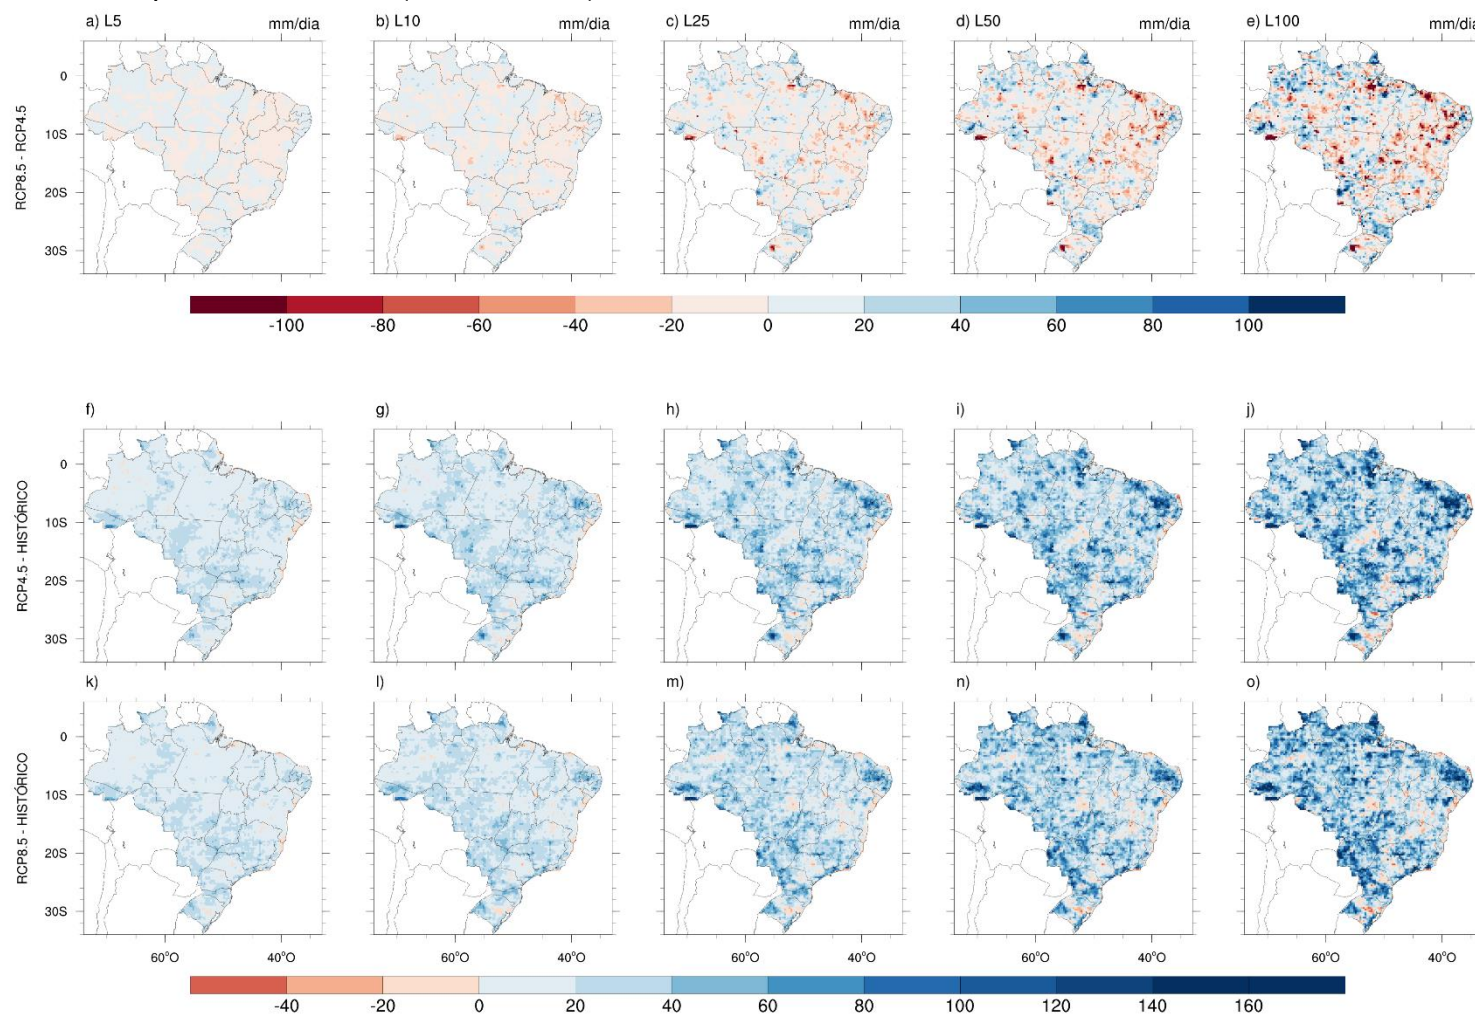 a) L5 mm/dia b) L10 mm/dia c) L25 mm/dia d) L50 mm/dia e) L100 mm/dia
RCP8.5 - RCP4.5
0
10S
20S
30S
60°O 40°O 60°O 40°O 60°O 40°O 60°O 40°O 60°O 40°O
-100 -80 -60 -40 -20 0 20 40 60 80 100
f) g) h) i) j)
RCP4.5 - HISTÓRICO
0
10S
20S
30S
k) l) m) n) o)
RCP8.5 - HISTÓRICO
0
10S
20S
30S
-40 -20 0 20 40 60 80 100 120 140 160